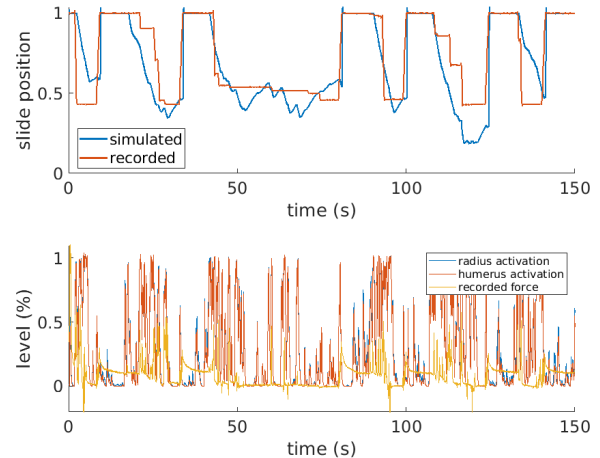 slide position
1
0.5
0
simulated
recorded
0
50
100
150
time (s)
level (%)
1
0.5
0
radius activation
humerus activation
recorded force
0
50
100
150
time (s)